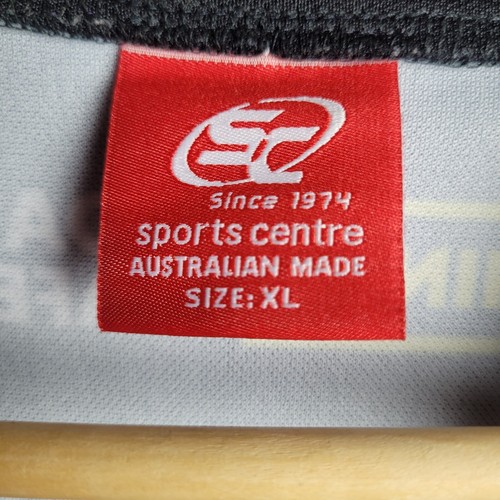 SC
Since 1974
sports centre
AUSTRALIAN MADE
SIZE: XL